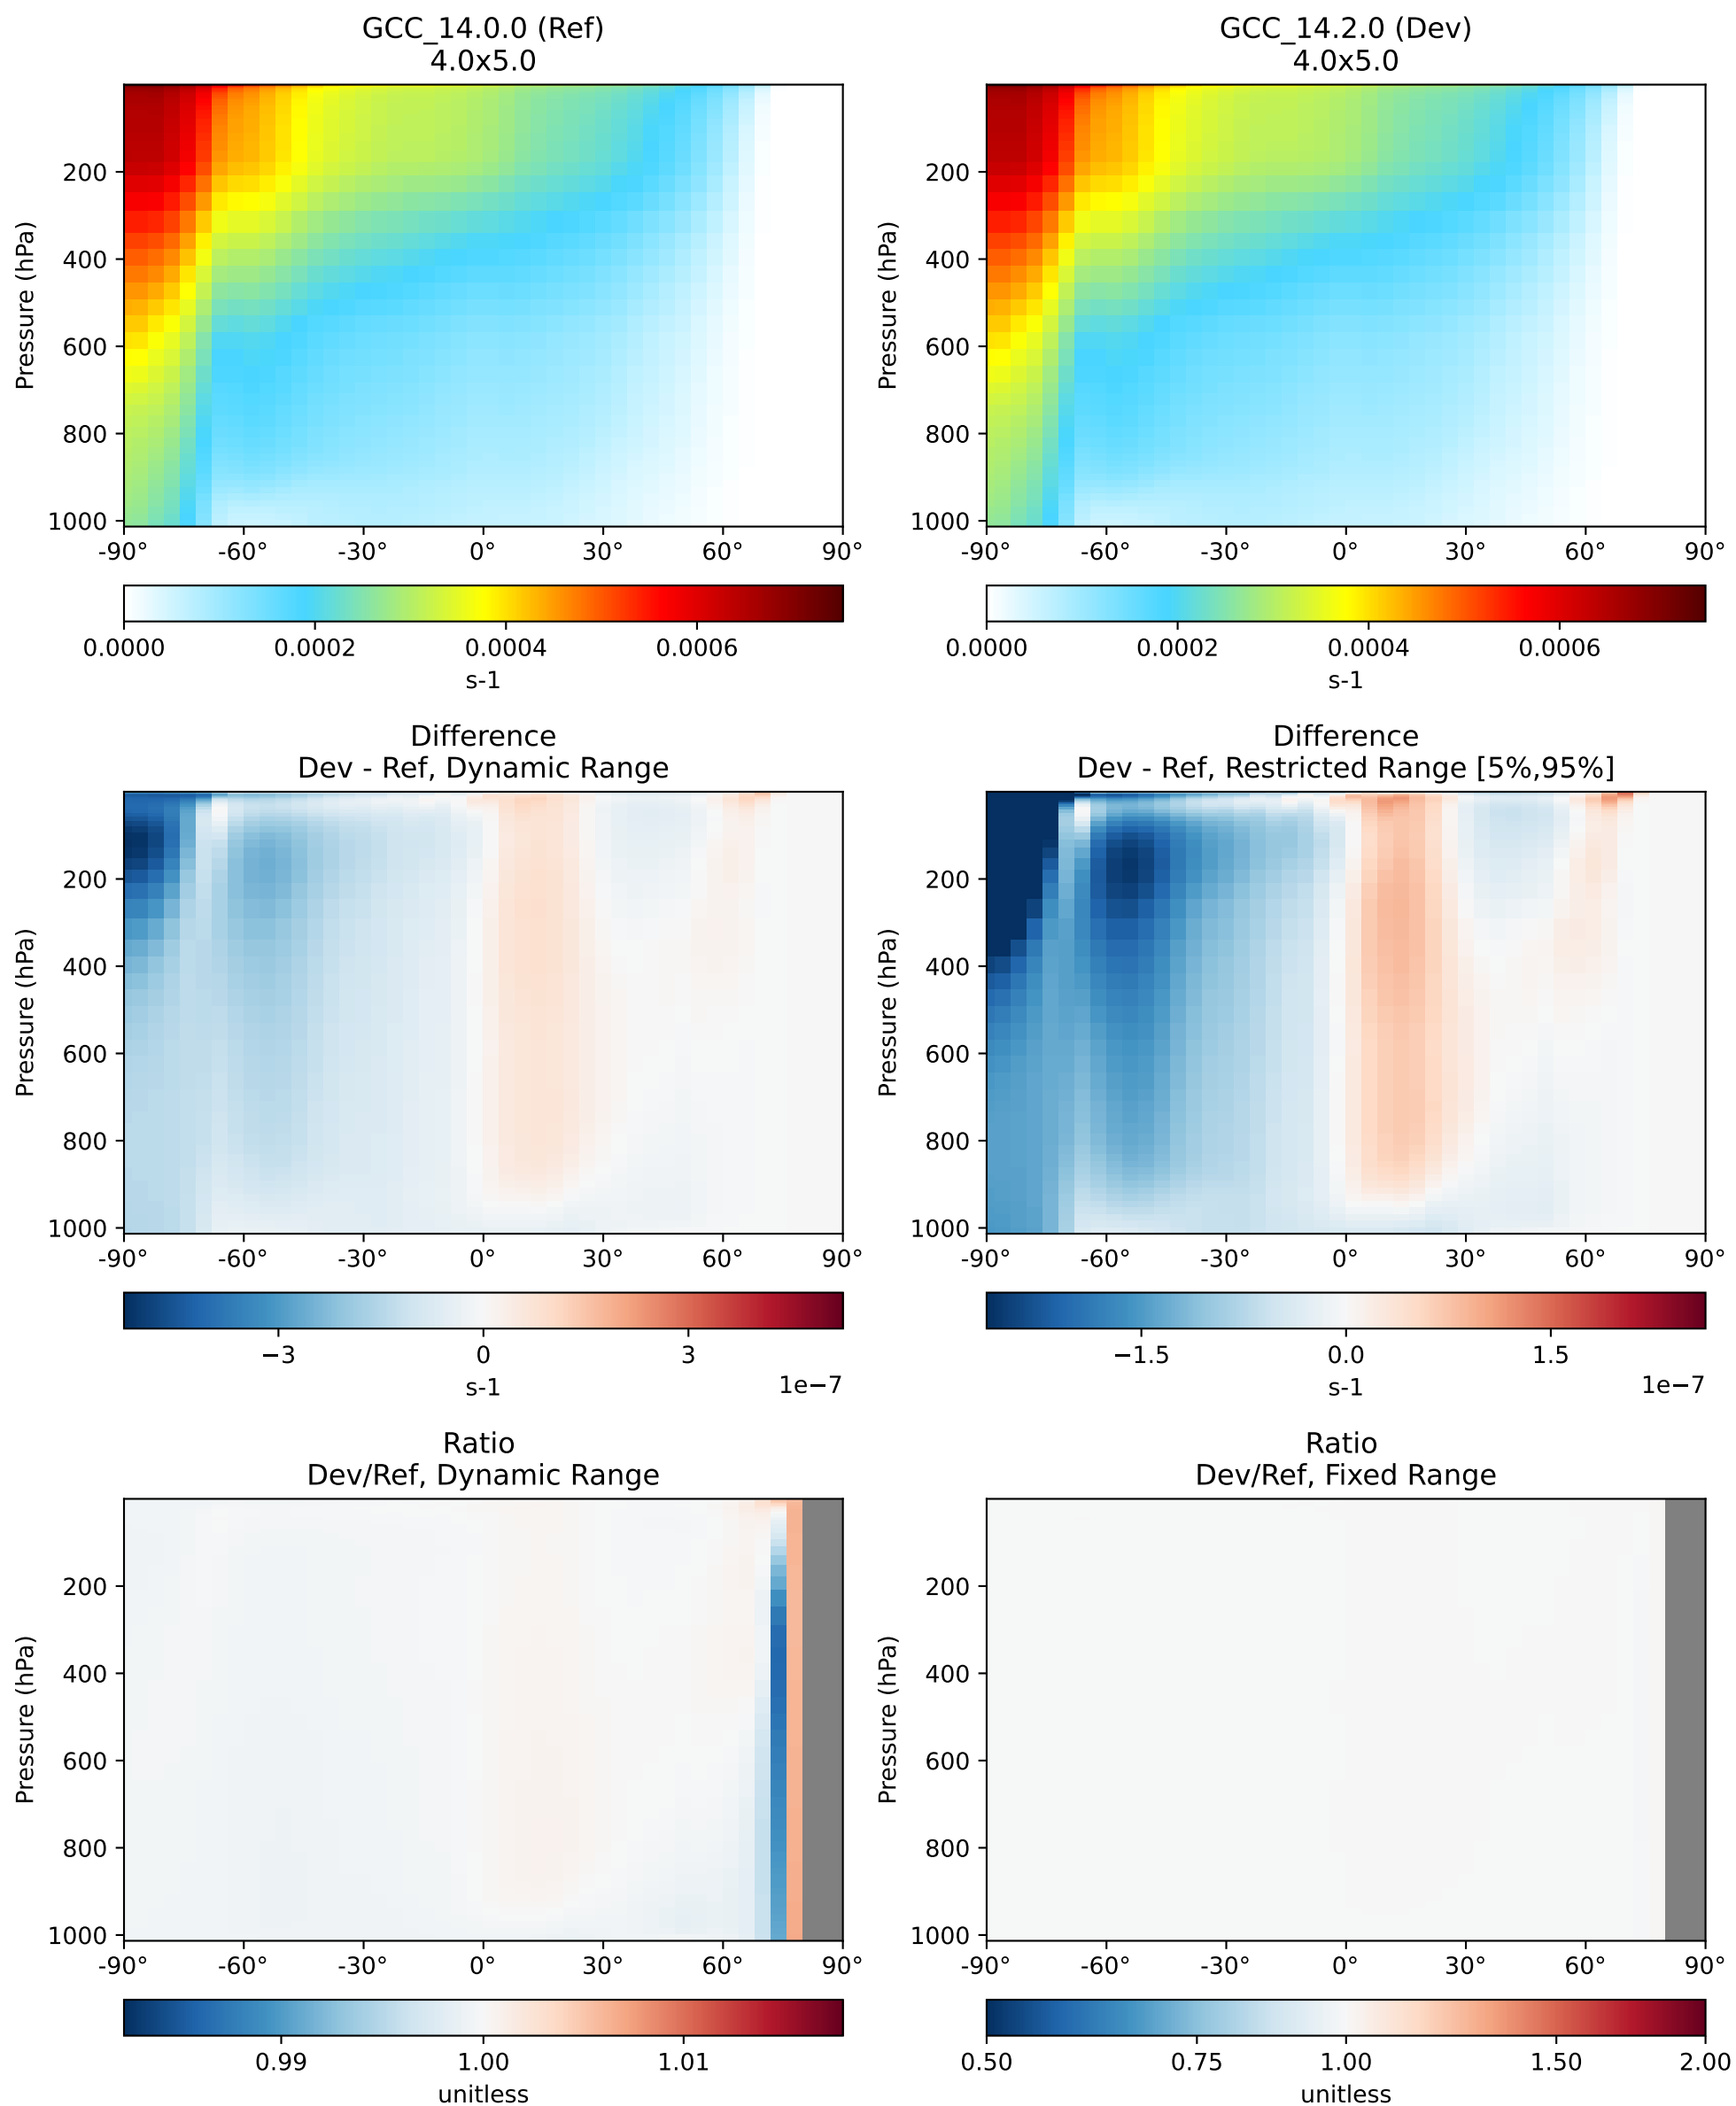 GCC_14.0.0 (Ref)
4.0x5.0
Pressure (hPa)
200
400
600
800
1000
-90° -60° -30° 0° 30° 60° 90°
0.0000 0.0002 0.0004 0.0006
s-1
GCC_14.2.0 (Dev)
4.0x5.0
Pressure (hPa)
200
400
600
800
1000
-90° -60° -30° 0° 30° 60° 90°
0.0000 0.0002 0.0004 0.0006
s-1
Difference
Dev - Ref, Dynamic Range
Pressure (hPa)
200
400
600
800
1000
-90° -60° -30° 0° 30° 60° 90°
−3 0 3
1e−7
s-1
Difference
Dev - Ref, Restricted Range [5%,95%]
Pressure (hPa)
200
400
600
800
1000
-90° -60° -30° 0° 30° 60° 90°
−1.5 0.0 1.5
1e−7
s-1
Ratio
Dev/Ref, Dynamic Range
Pressure (hPa)
200
400
600
800
1000
-90° -60° -30° 0° 30° 60° 90°
0.99 1.00 1.01
unitless
Ratio
Dev/Ref, Fixed Range
Pressure (hPa)
200
400
600
800
1000
-90° -60° -30° 0° 30° 60° 90°
0.50 0.75 1.00 1.50 2.00
unitless